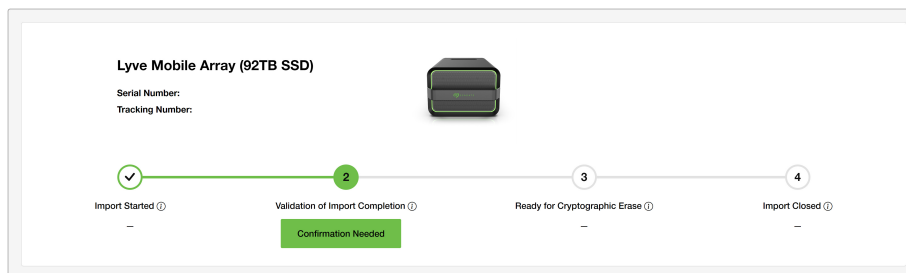 Lyve Mobile Array (92TB SSD)
Serial Number:
Tracking Number:
2
3
4
Import Started
Validation of Import Completion
Ready for Cryptographic Erase
Import Closed
–
Confirmation Needed
–
–